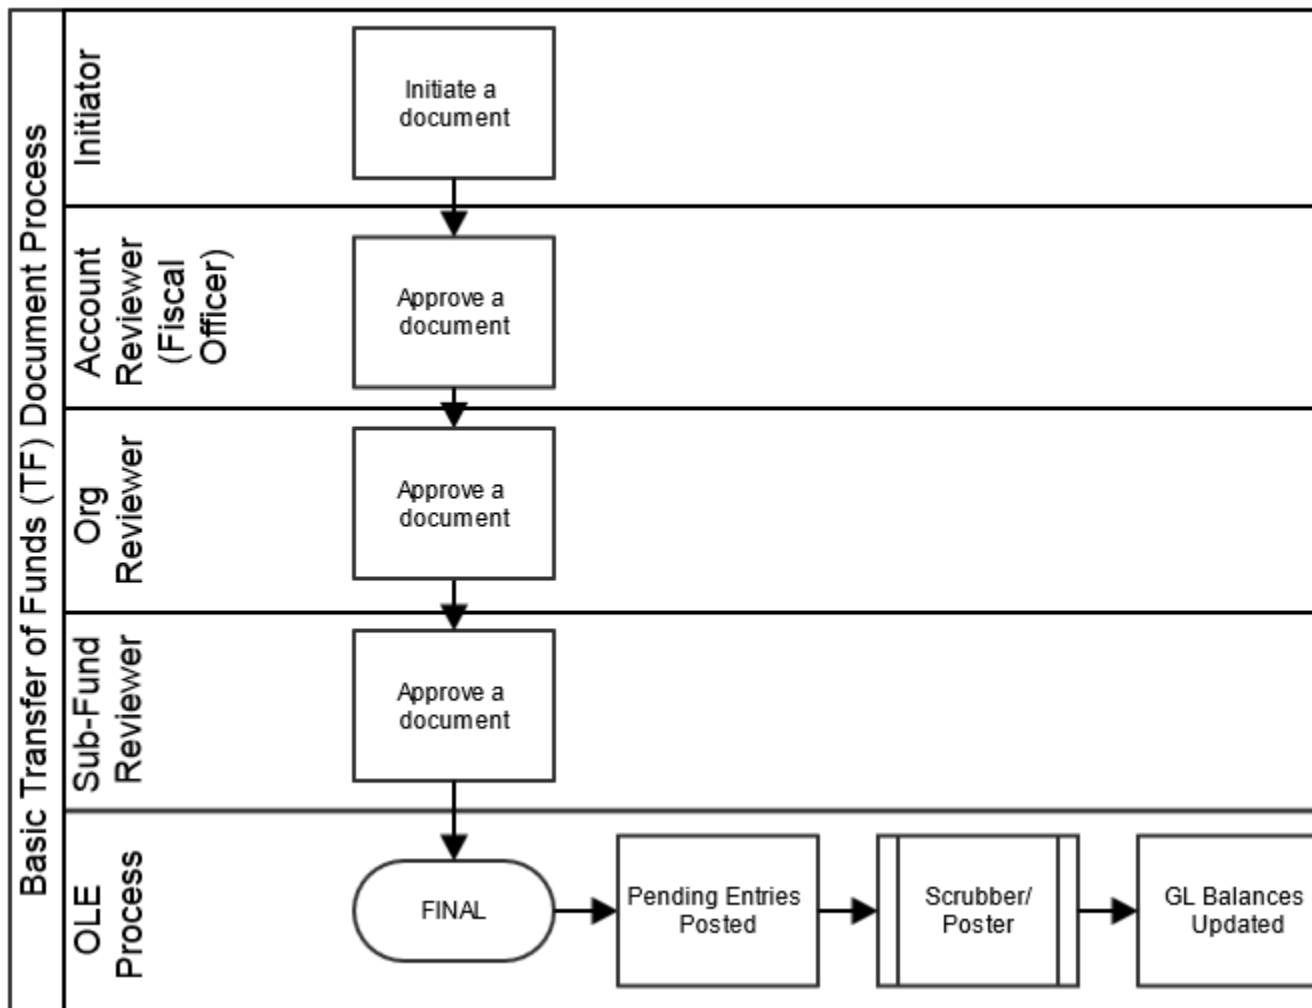 Basic Transfer of Funds (TF) Document Process
Initiator
Initiate a
document
Account
Reviewer
(Fiscal
Officer)
Approve a
document
Org
Reviewer
Approve a
document
Sub-Fund
Reviewer
Approve a
document
OLE
Process
FINAL
Pending Entries
Posted
Scrubber/
Poster
GL Balances
Updated